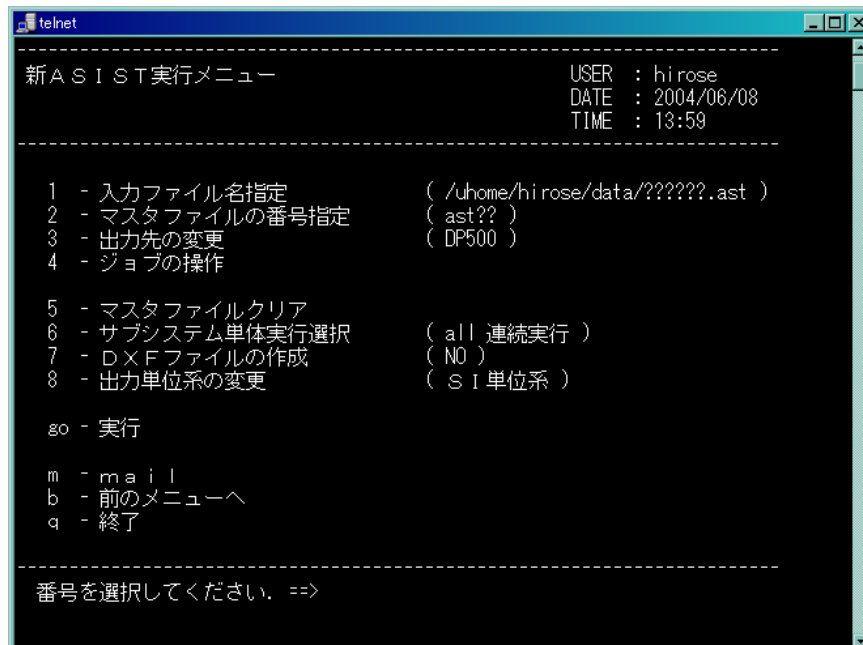 telnet
新ＡＳＩＳＴ実行メニュー USER : hirose
DATE : 2004/06/08
TIME : 13:59
1 - 入力ファイル名指定 ( /uhome/hirose/data/??????.ast )
2 - マスタファイルの番号指定 ( ast?? )
3 - 出力先の変更 ( DP500 )
4 - ジョブの操作
5 - マスタファイルクリア
6 - サブシステム単体実行選択 ( all 連続実行 )
7 - ＤＸＦファイルの作成 ( NO )
8 - 出力単位系の変更 ( ＳＩ単位系 )
go - 実行
m - ｍａｉｌ
b - 前のメニューへ
q - 終了
番号を選択してください. ==>